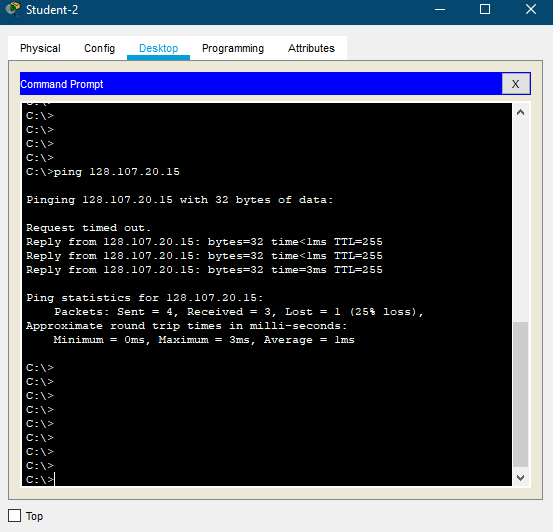 Student-2
Physical Config Desktop Programming Attributes
Command Prompt X
C:\>
C:\>
C:\>
C:\>
C:\>
C:\>ping 128.107.20.15
Pinging 128.107.20.15 with 32 bytes of data:
Request timed out.
Reply from 128.107.20.15: bytes=32 time<1ms TTL=255
Reply from 128.107.20.15: bytes=32 time<1ms TTL=255
Reply from 128.107.20.15: bytes=32 time=3ms TTL=255
Ping statistics for 128.107.20.15:
Packets: Sent = 4, Received = 3, Lost = 1 (25% loss),
Approximate round trip times in milli-seconds:
Minimum = 0ms, Maximum = 3ms, Average = 1ms
C:\>
C:\>
C:\>
C:\>
C:\>
C:\>
C:\>
C:\>
C:\>
Top